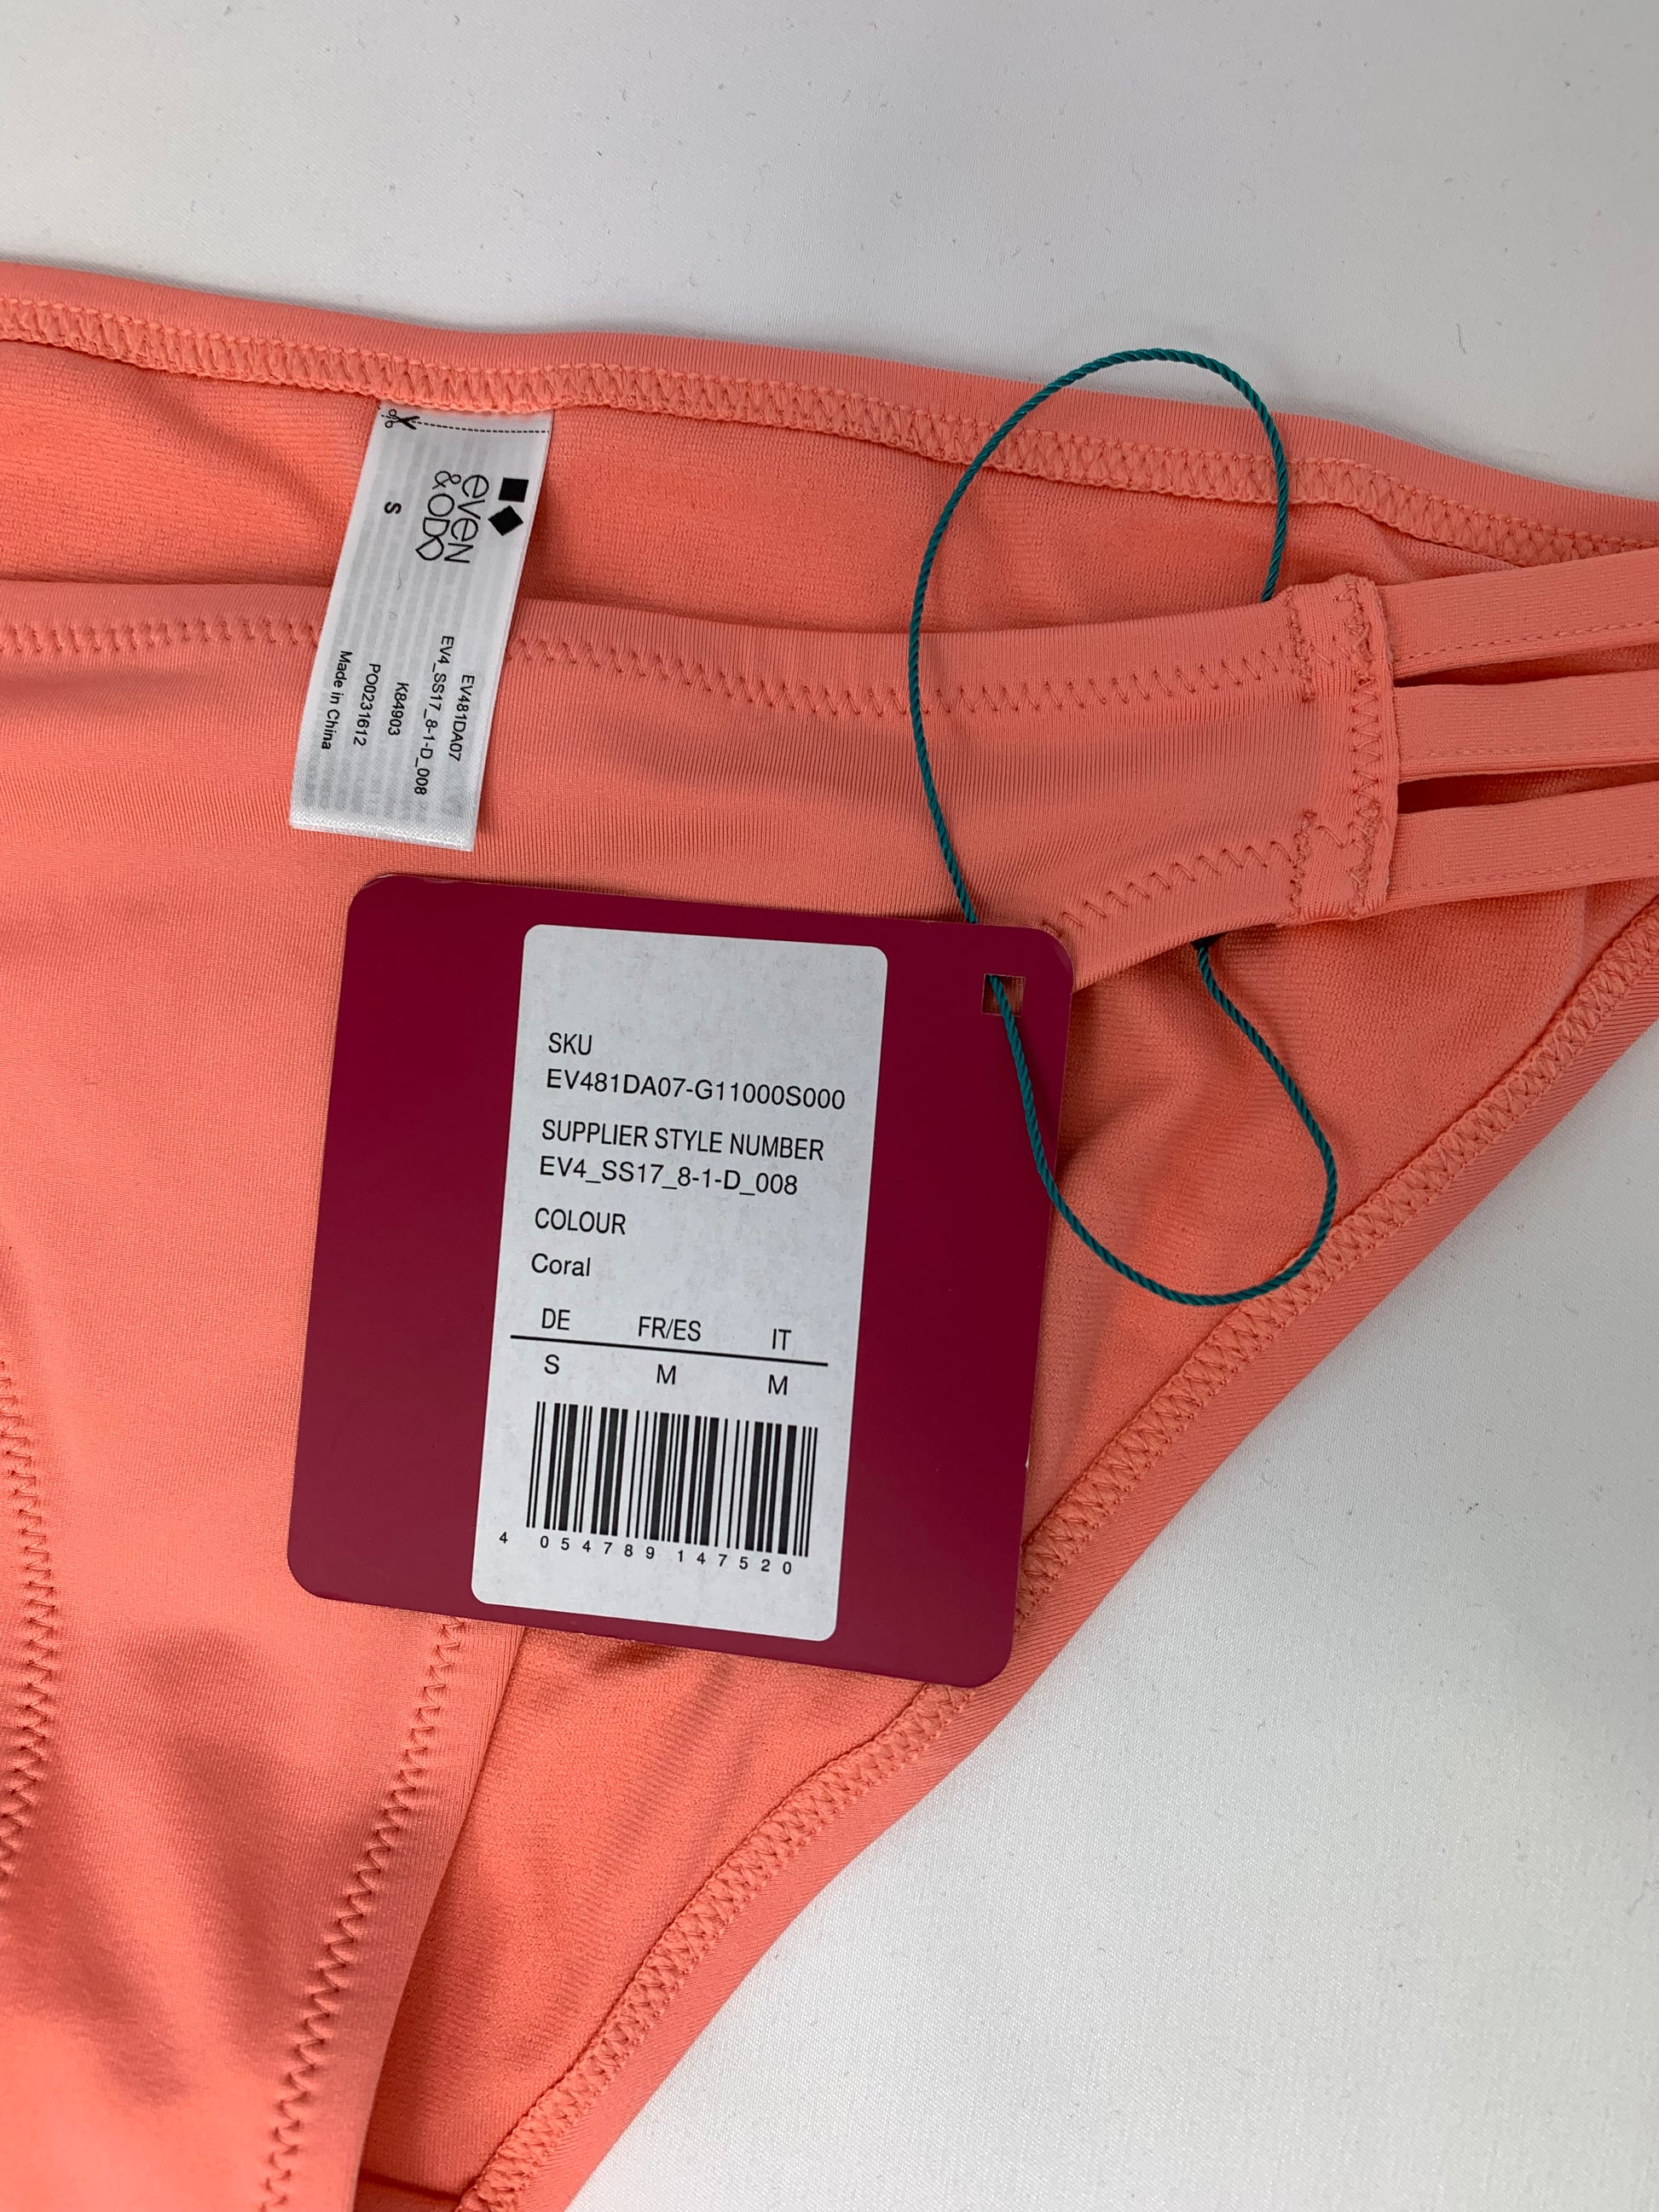 EVEN
&ODD
S
EV481DA07
EV4_SS17_8-1-D_008
K84903
PO0231612
Made in China
SKU
EV481DA07-G11000S000
SUPPLIER STYLE NUMBER
EV4_SS17_8-1-D_008
COLOUR
Coral
DE FR/ES IT
S M M
4 054789 147520